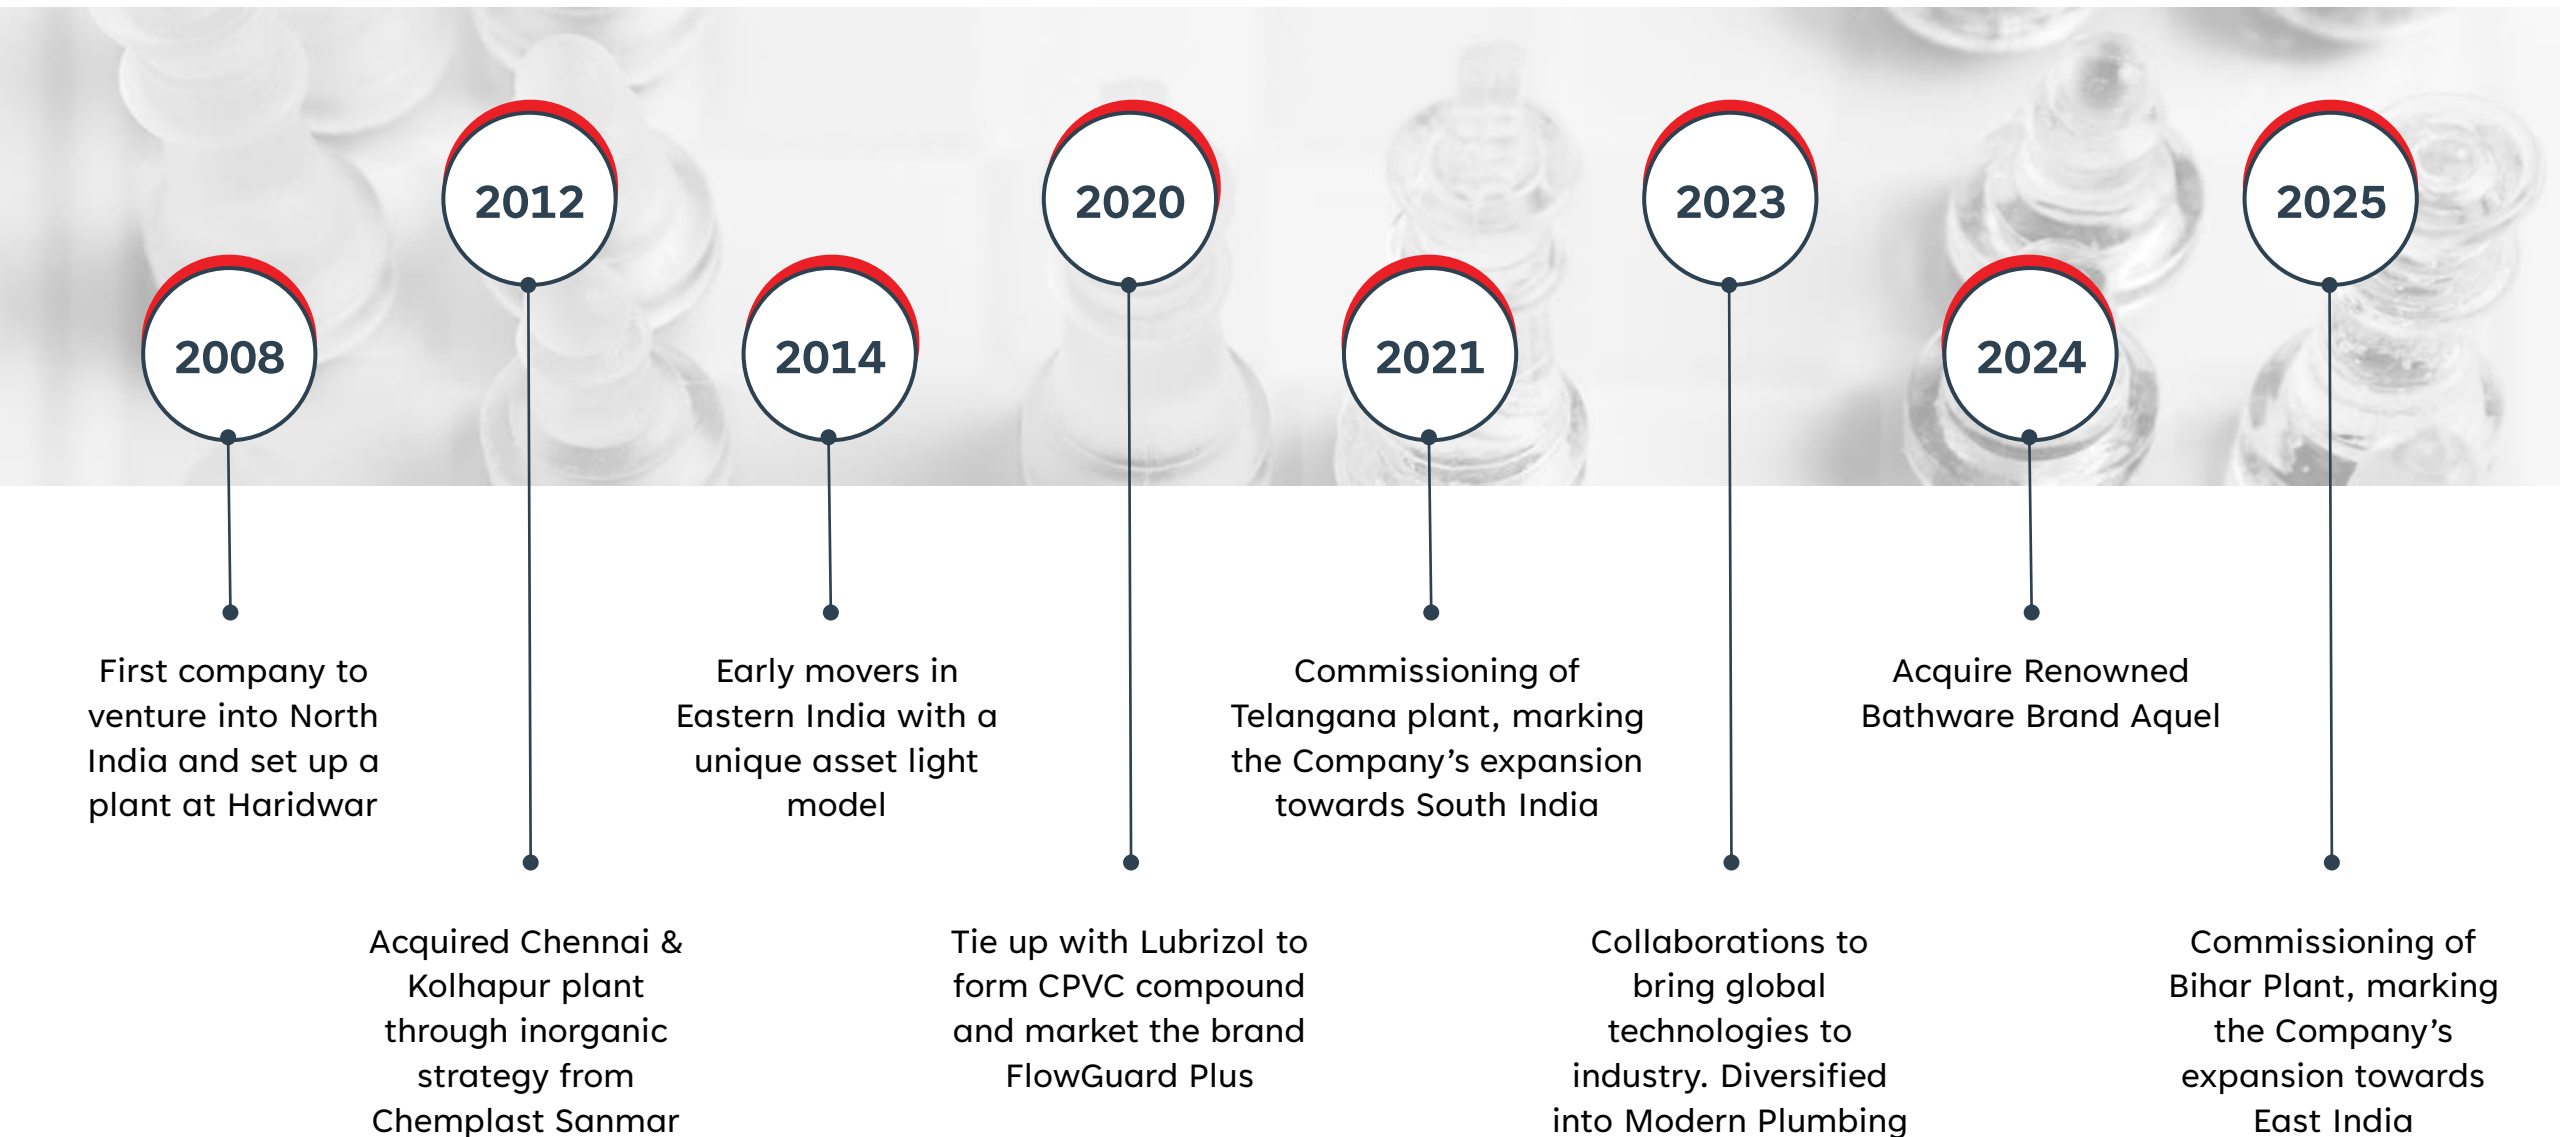 2008
First company to
venture into North
India and set up a
plant at Haridwar
2012
Acquired Chennai &
Kolhapur plant
through inorganic
strategy from
Chemplast Sanmar
2014
Early movers in
Eastern India with a
unique asset light
model
2020
Tie up with Lubrizol to
form CPVC compound
and market the brand
FlowGuard Plus
2021
Commissioning of
Telangana plant, marking
the Company’s expansion
towards South India
2023
Collaborations to
bring global
technologies to
industry. Diversified
into Modern Plumbing
2024
Acquire Renowned
Bathware Brand Aquel
2025
Commissioning of
Bihar Plant, marking
the Company’s
expansion towards
East India